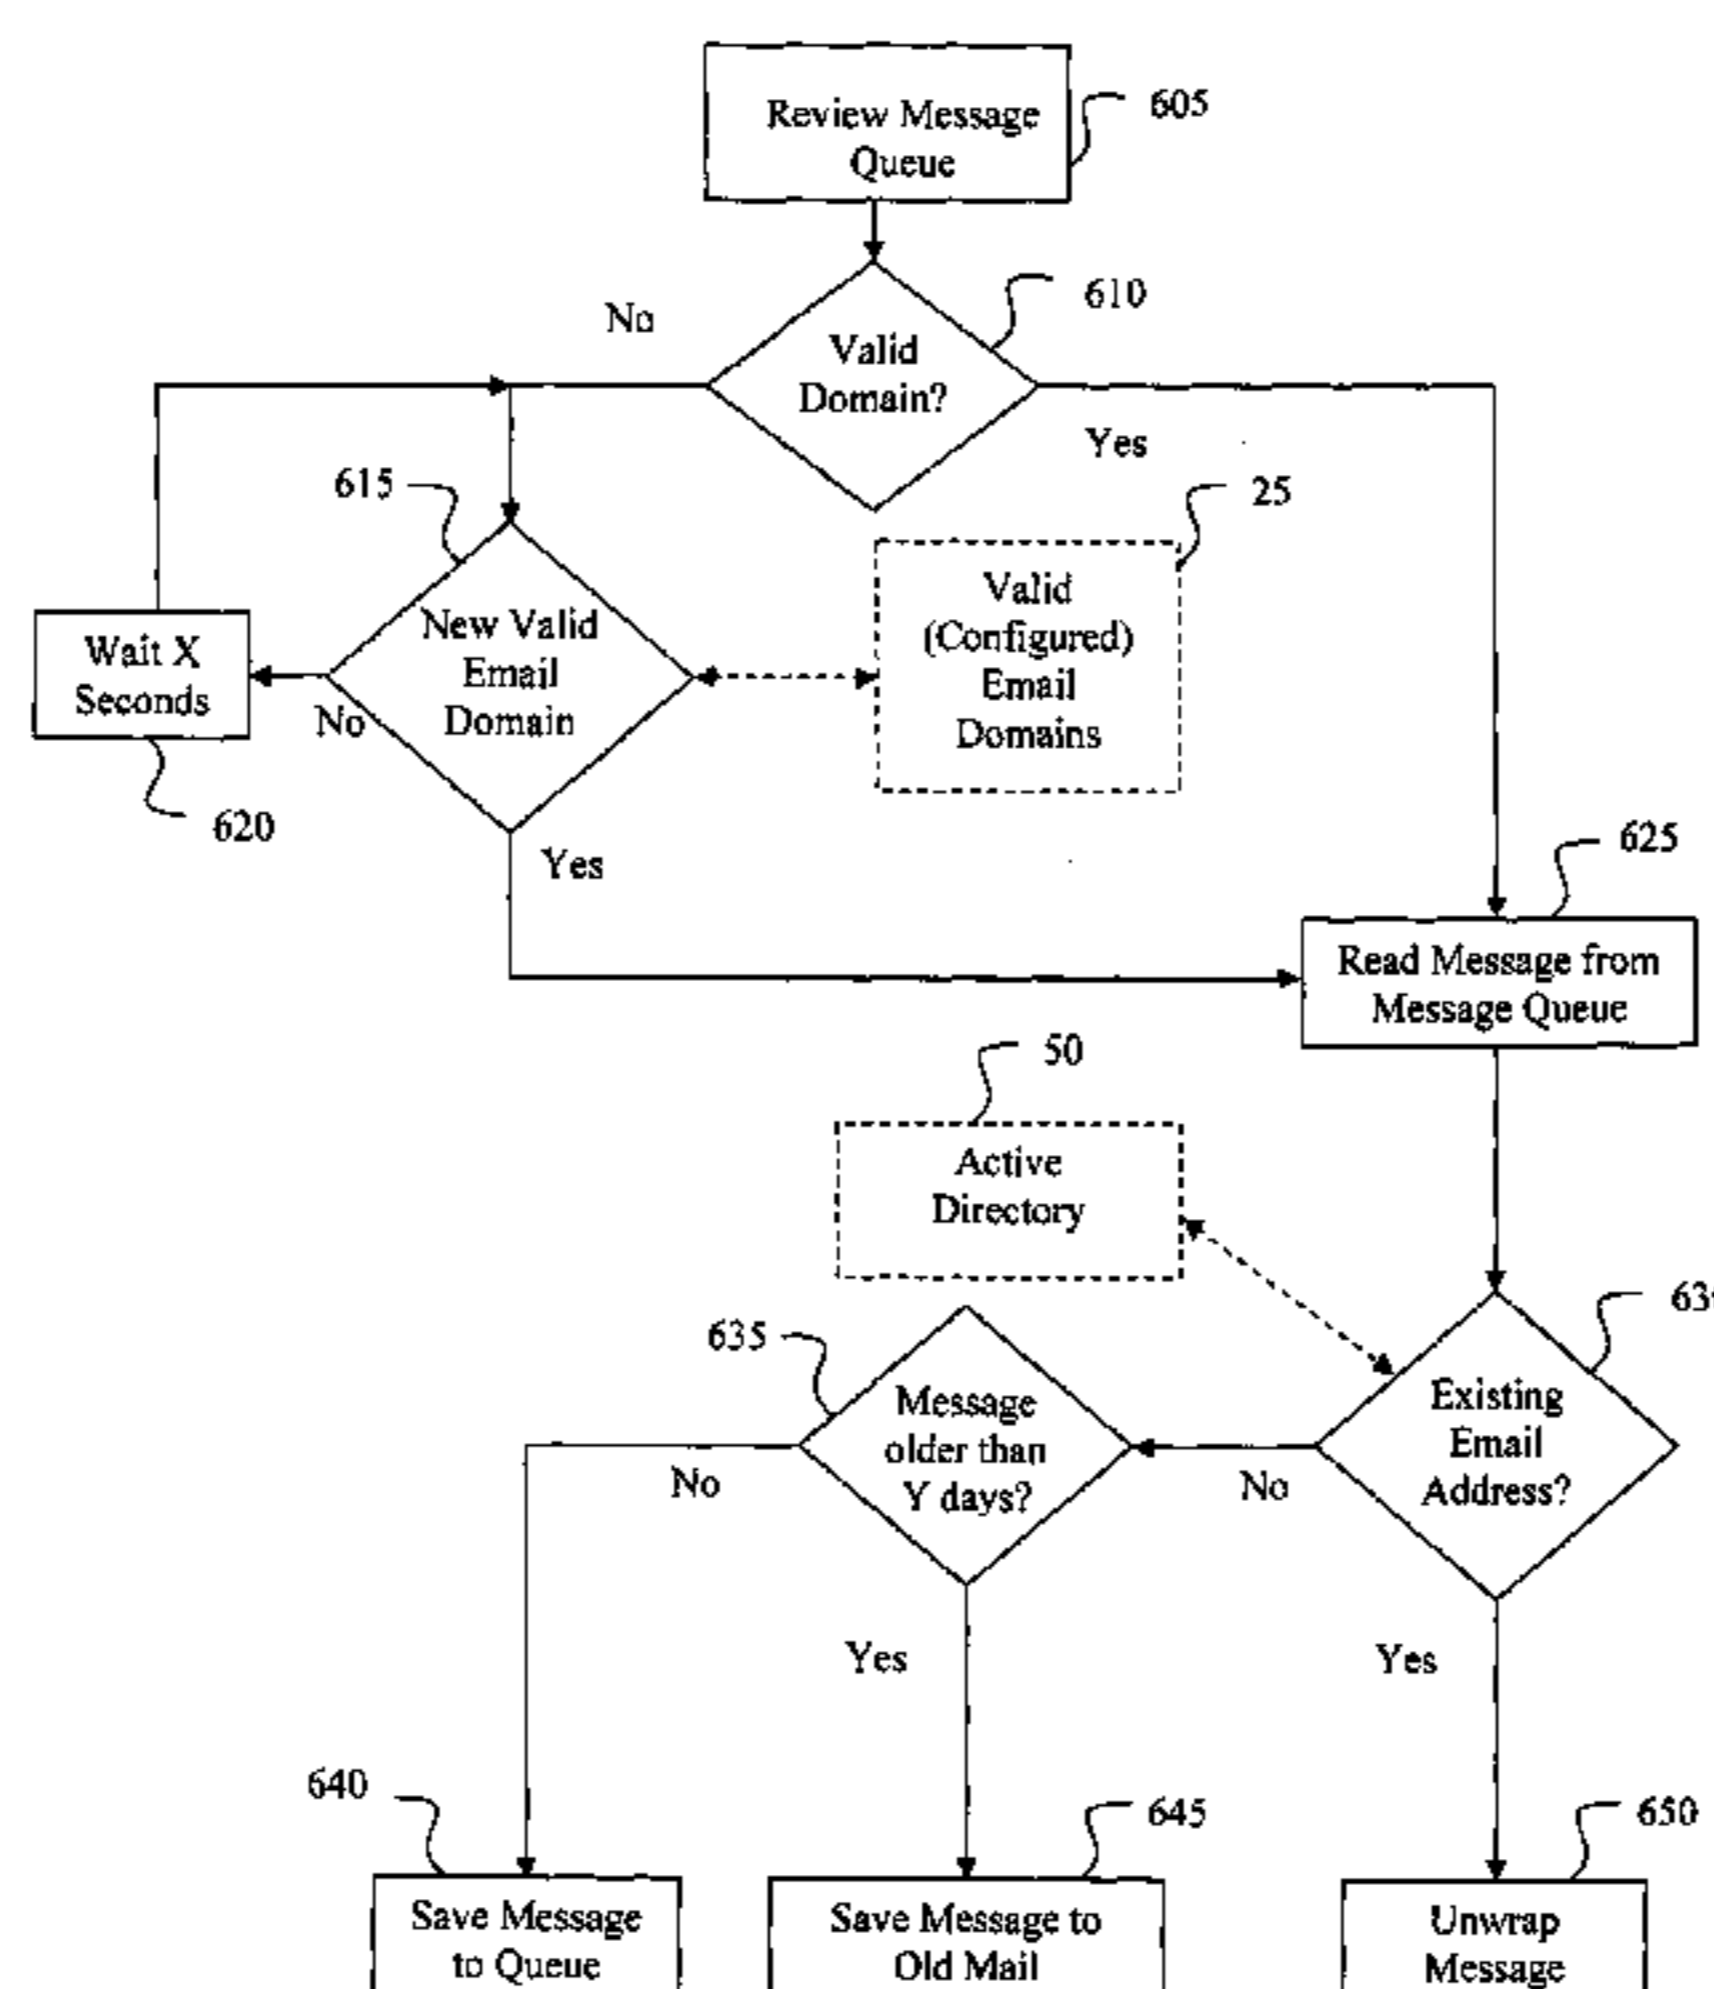 Review Message
Queue
605
No
610
Valid
Domain?
Yes
615
25
New Valid
Email
Domain
Valid
(Configured)
Email
Domains
Wait X
Seconds
No
620
Yes
625
Read Message from
Message Queue
50
Active
Directory
635
Message
older than
Y days?
Existing
Email
Address?
No
No
Yes
Yes
640
645
650
Save Message
to Queue
Save Message to
Old Mail
Unwrap
Message